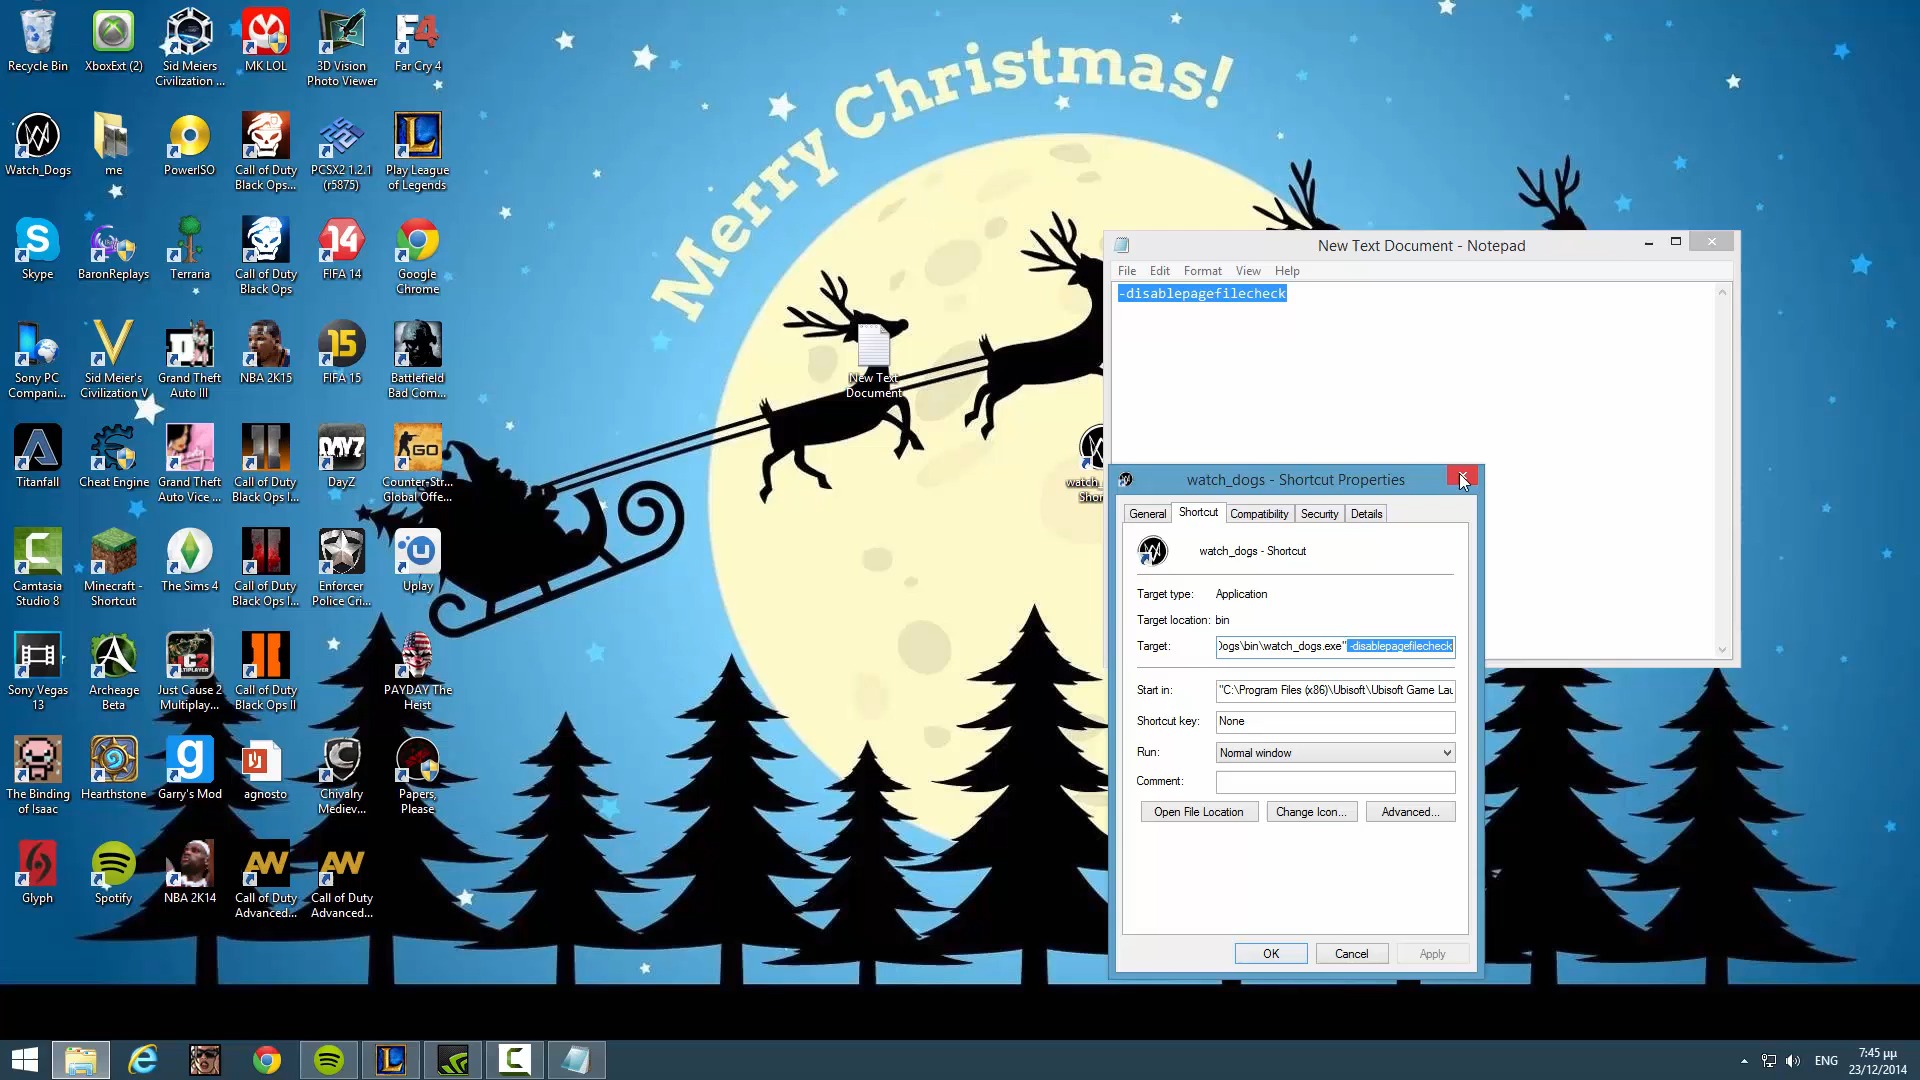 Merry Christmas!
Recycle Bin
XboxExt (2)
Sid Meiers
Civilization ...
MK LOL
3D Vision
Photo Viewer
Far Cry 4
Watch_Dogs
me
PowerISO
Call of Duty
Black Ops...
PCSX2 1.2.1
(r5875)
Play League
of Legends
Skype
BaronReplays
Terraria
Call of Duty
Black Ops
FIFA 14
Google
Chrome
Sony PC
Compani...
Sid Meier's
Civilization V
Grand Theft
Auto III
NBA 2K15
FIFA 15
Battlefield
Bad Com...
Titanfall
Cheat Engine
Grand Theft
Auto Vice ...
Call of Duty
Black Ops I...
DayZ
Counter-Str...
Global Offe...
Camtasia
Studio 8
Minecraft -
Shortcut
The Sims 4
Call of Duty
Black Ops I...
Enforcer
Police Cri...
Uplay
Sony Vegas
13
Archeage
Beta
Just Cause 2
Multiplay...
Call of Duty
Black Ops II
PAYDAY The
Heist
The Binding
of Isaac
Hearthstone
Garry's Mod
agnosto
Chivalry
Mediev...
Papers,
Please
Glyph
Spotify
NBA 2K14
Call of Duty
Advanced...
Call of Duty
Advanced...
New Text
Document
New Text Document - Notepad
File Edit Format View Help
-disablepagefilecheck
watch_dogs - Shortcut Properties
General Shortcut Compatibility Security Details
watch_dogs - Shortcut
Target type: Application
Target location: bin
Target: Dogs\bin\watch_dogs.exe" -disablepagefilecheck
Start in: "C:\Program Files (x86)\Ubisoft\Ubisoft Game Lau
Shortcut key: None
Run: Normal window
Comment:
Open File Location Change Icon... Advanced...
OK Cancel Apply
ENG
7:45 μμ
23/12/2014